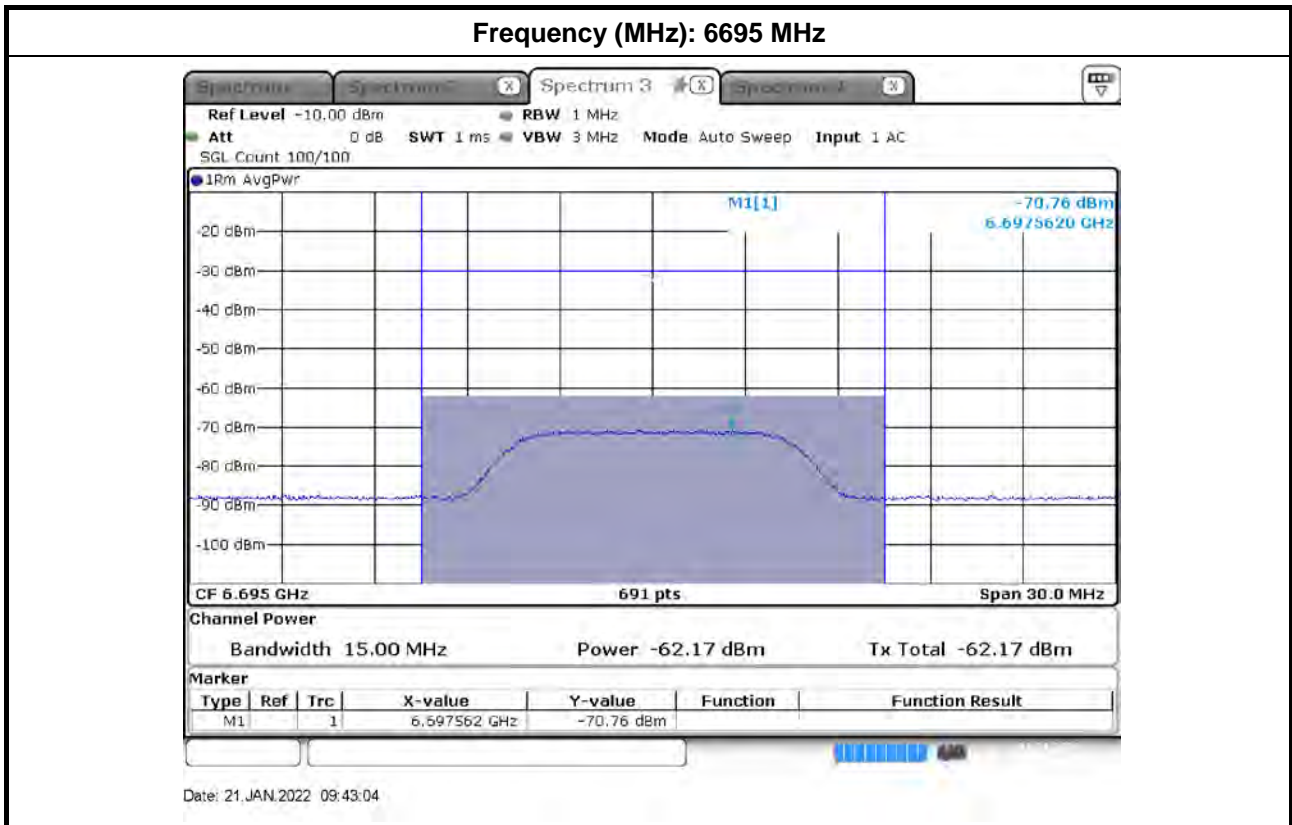 Frequency (MHz): 6695 MHz
Spectrum 3
Ref Level -10.00 dBm RBW 1 MHz
Att 0 dB SWT 1 ms VBW 3 MHz Mode Auto Sweep Input 1 AC
SGL Count 100/100
1Rm AvgPwr
M1[1] -70.76 dBm
6.6975620 GHz
-20 dBm
-30 dBm
-40 dBm
-50 dBm
-60 dBm
-70 dBm
-80 dBm
-90 dBm
-100 dBm
CF 6.695 GHz 691 pts Span 30.0 MHz
Channel Power
Bandwidth 15.00 MHz Power -62.17 dBm Tx Total -62.17 dBm
Marker
Type Ref Trc X-value Y-value Function Function Result
M1 1 6.697562 GHz -70.76 dBm
Date: 21.JAN.2022 09:43:04